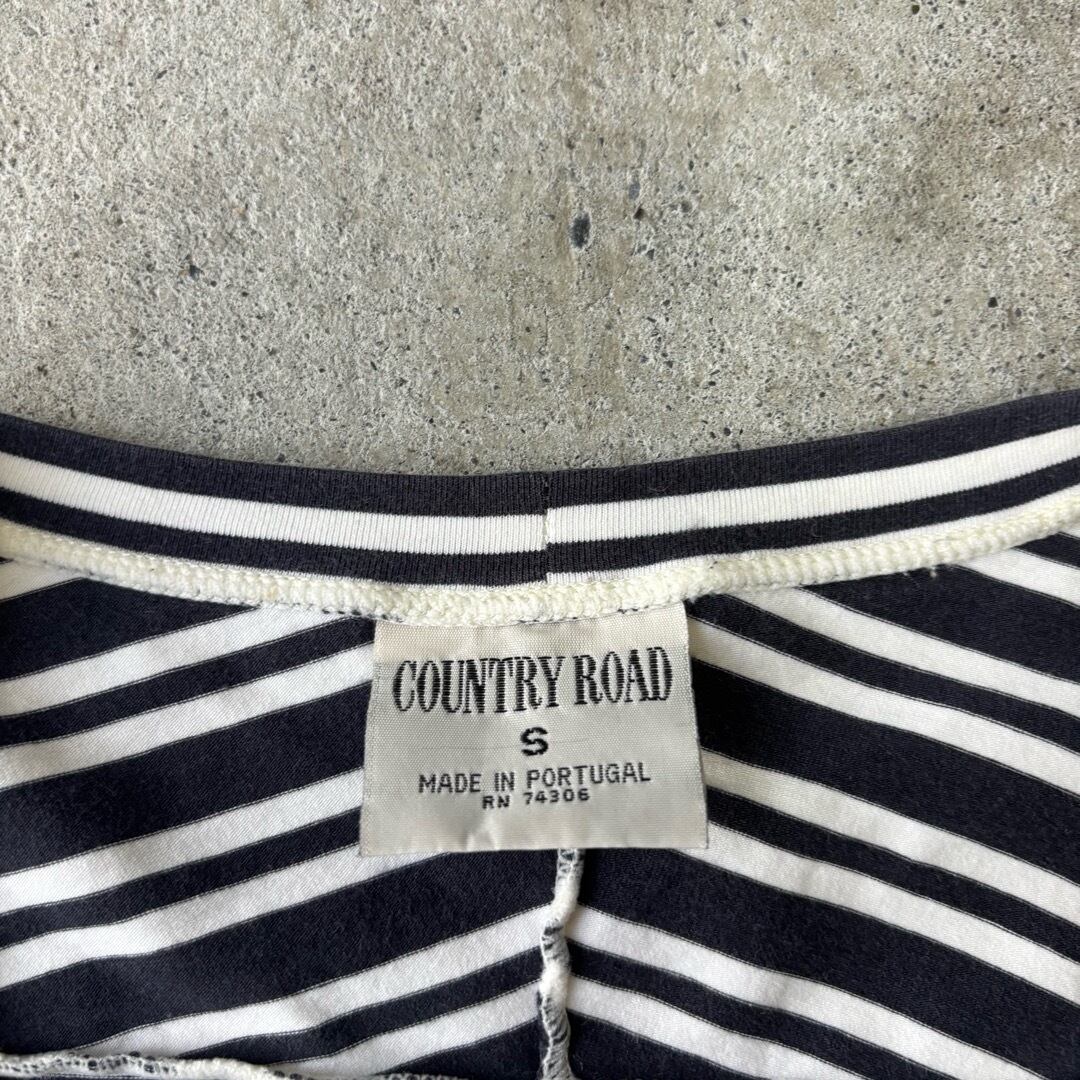 COUNTRY ROAD
S
MADE IN PORTUGAL
RN 74306